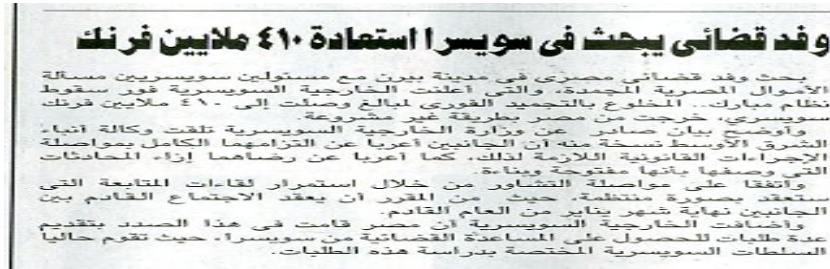 وفد قضائى يبحث فى سويسرا استعادة ٤١٠ ملايين فرنك
بحث وفد قضائى مصرى فى مدينة بيرن مع مسئولين سويسريين مسألة
الأموال المصرية المجمدة، والتى أعلنت الخارجية السويسرية فور سقوط
نظام مبارك.. المخلوع بالتجميد الفورى لمبالغ وصلت إلى ٤١٠ ملايين فرنك
سويسرى، خرجت من مصر بطريقة غير مشروعة.
وأوضح بيان صادر عن وزارة الخارجية السويسرية تلقت وكالة أنباء
الشرق الأوسط نسخة منه أن الجانبين أعربا عن التزامهما الكامل بمواصلة
الإجراءات القانونية اللازمة لذلك، كما أعربا عن رضاهما إزاء المحادثات
التى وصفها بأنها مفتوحة وبناءة.
واتفقا على مواصلة التشاور من خلال استمرار لقاءات المتابعة التى
ستعقد بصورة منتظمة، حيث من المقرر أن يعقد الاجتماع القادم بين
الجانبين نهاية شهر يناير من العام القادم.
وأضافت الخارجية السويسرية أن مصر قامت فى هذا الصدد بتقديم
عدة طلبات للحصول على المساعدة القضائية من سويسرا، حيث تقوم حالياً
السلطات السويسرية المختصة بدراسة هذه الطلبات.